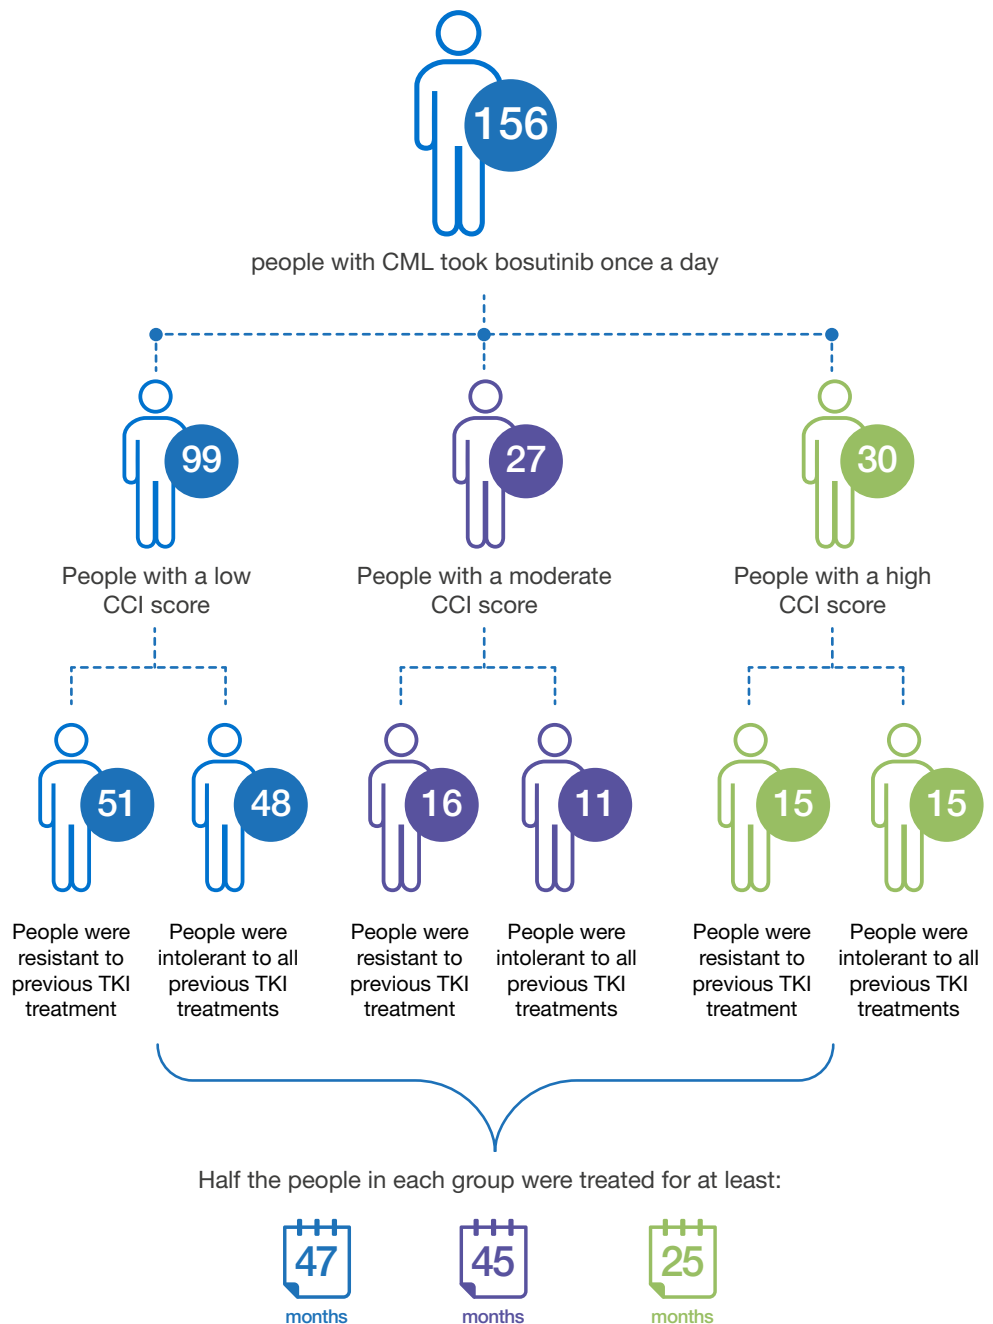 156
people with CML took bosutinib once a day
99
27
30
People with a low
CCI score
People with a moderate
CCI score
People with a high
CCI score
51
48
16
11
15
15
People were
resistant to
previous TKI
treatment
People were
intolerant to all
previous TKI
treatments
People were
resistant to
previous TKI
treatment
People were
intolerant to all
previous TKI
treatments
People were
resistant to
previous TKI
treatment
People were
intolerant to all
previous TKI
treatments
Half the people in each group were treated for at least:
47
months
45
months
25
months